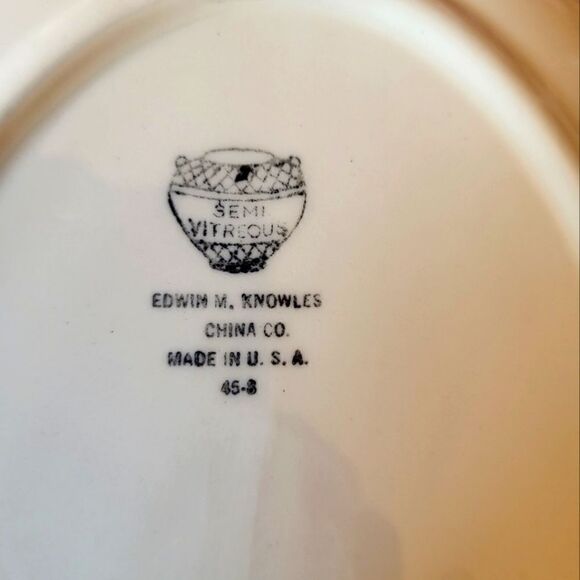 SEMI
VITREOUS
EDWIN M. KNOWLES
CHINA CO.
MADE IN U. S. A.
45-8